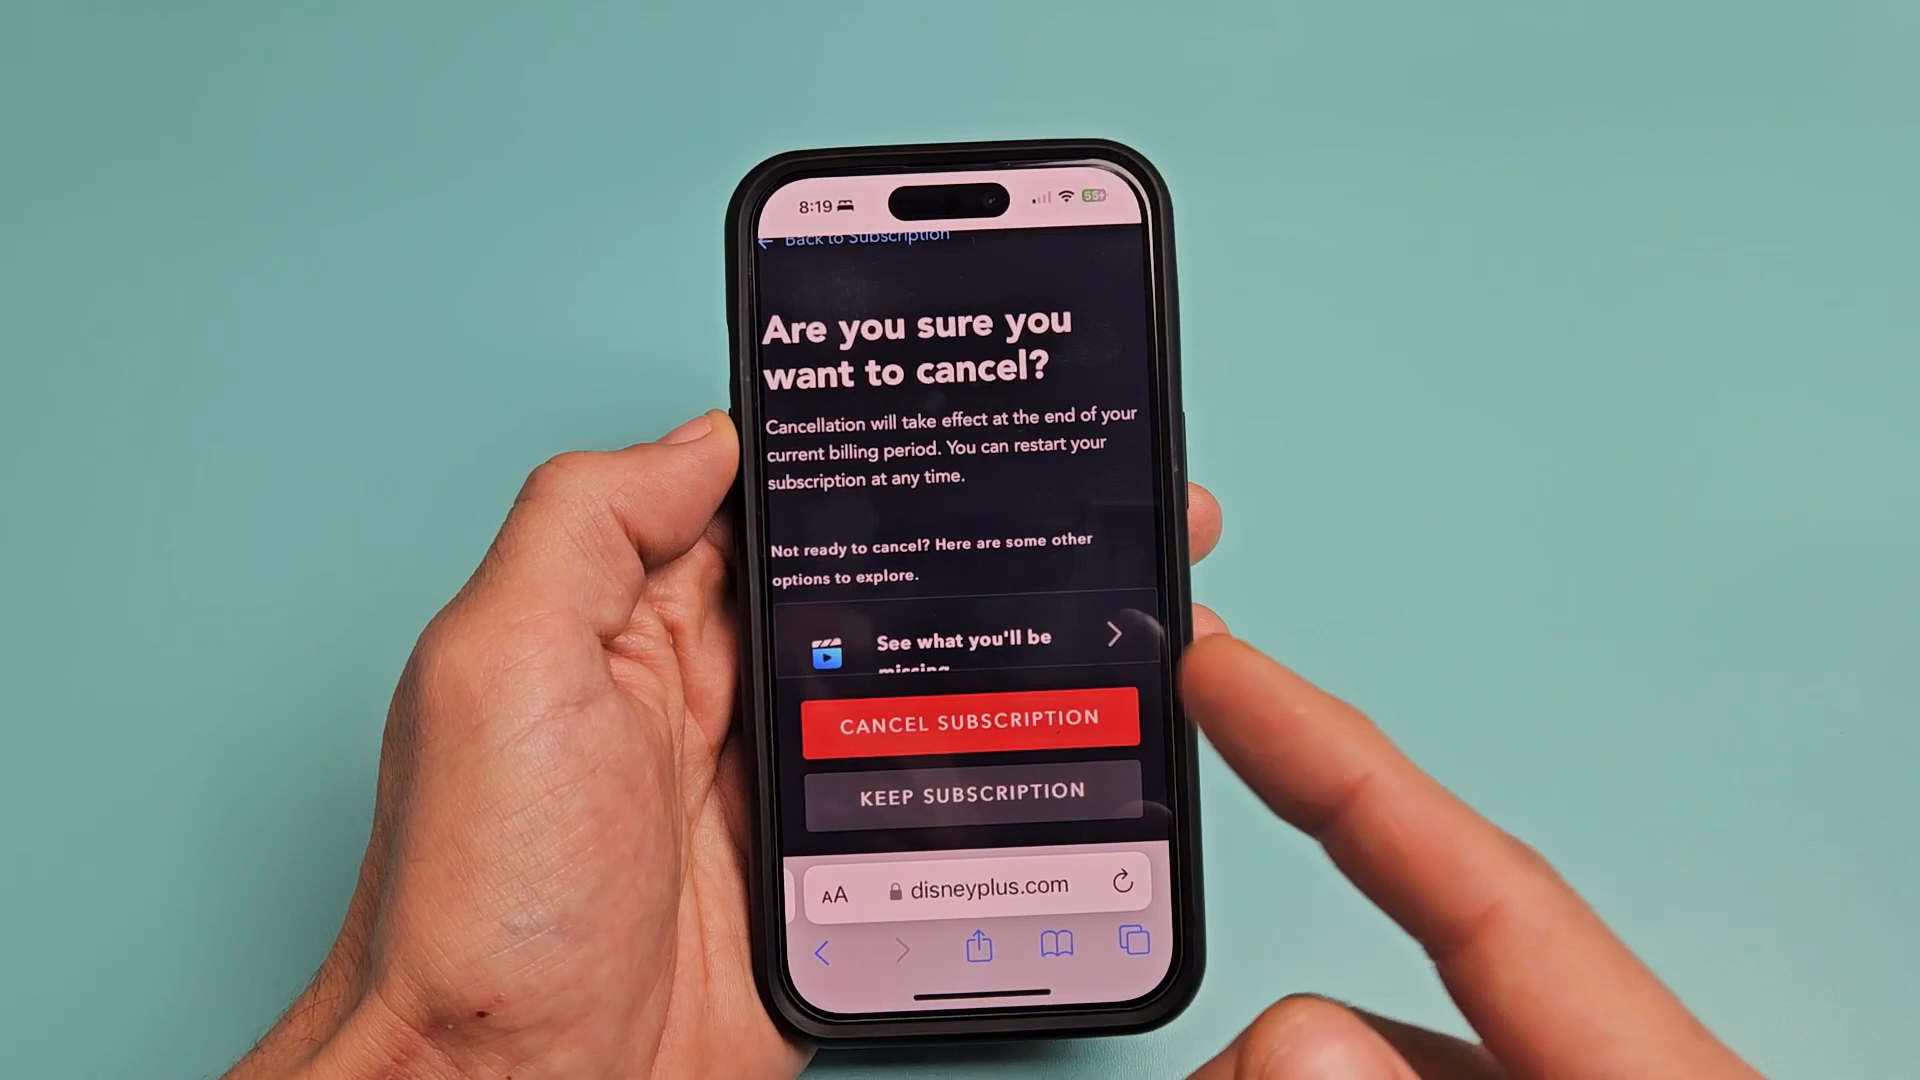 8:19
55
Back to Subscription
Are you sure you
want to cancel?
Cancellation will take effect at the end of your
current billing period. You can restart your
subscription at any time.
Not ready to cancel? Here are some other
options to explore.
See what you'll be
missing
CANCEL SUBSCRIPTION
KEEP SUBSCRIPTION
AA
disneyplus.com